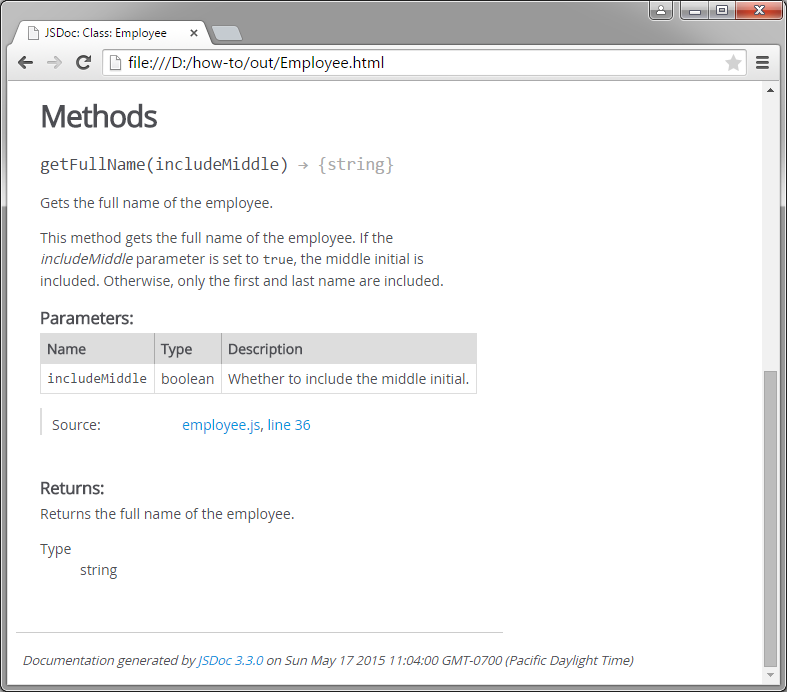 JSDoc: Class: Employee
file:///D:/how-to/out/Employee.html
Methods
getFullName(includeMiddle) → {string}
Gets the full name of the employee.
This method gets the full name of the employee. If the
includeMiddle parameter is set to true, the middle initial is
included. Otherwise, only the first and last name are included.
Parameters:
Name Type Description
includeMiddle boolean Whether to include the middle initial.
Source: employee.js, line 36
Returns:
Returns the full name of the employee.
Type
string
Documentation generated by JSDoc 3.3.0 on Sun May 17 2015 11:04:00 GMT-0700 (Pacific Daylight Time)